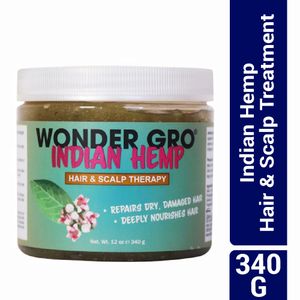 WONDER GRO®
INDIAN HEMP
HAIR & SCALP THERAPY
• REPAIRS DRY, DAMAGED HAIR
• DEEPLY NOURISHES HAIR
Net. Wt. 12 oz e 340 g
Indian Hemp
Hair & Scalp Treatment
340
G